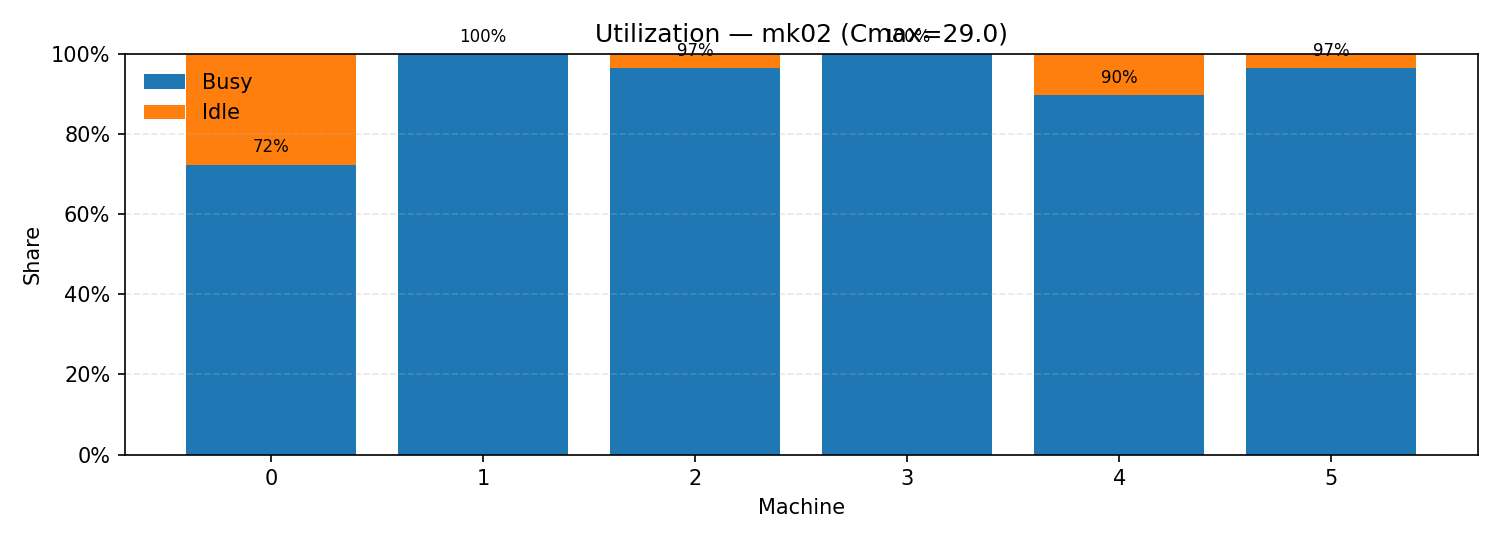 Utilization — mk02 (Cmax=29.0)
100%
100%
97%
97%
90%
72%
Busy
Idle
100%
80%
60%
40%
20%
0%
Share
0 1 2 3 4 5
Machine